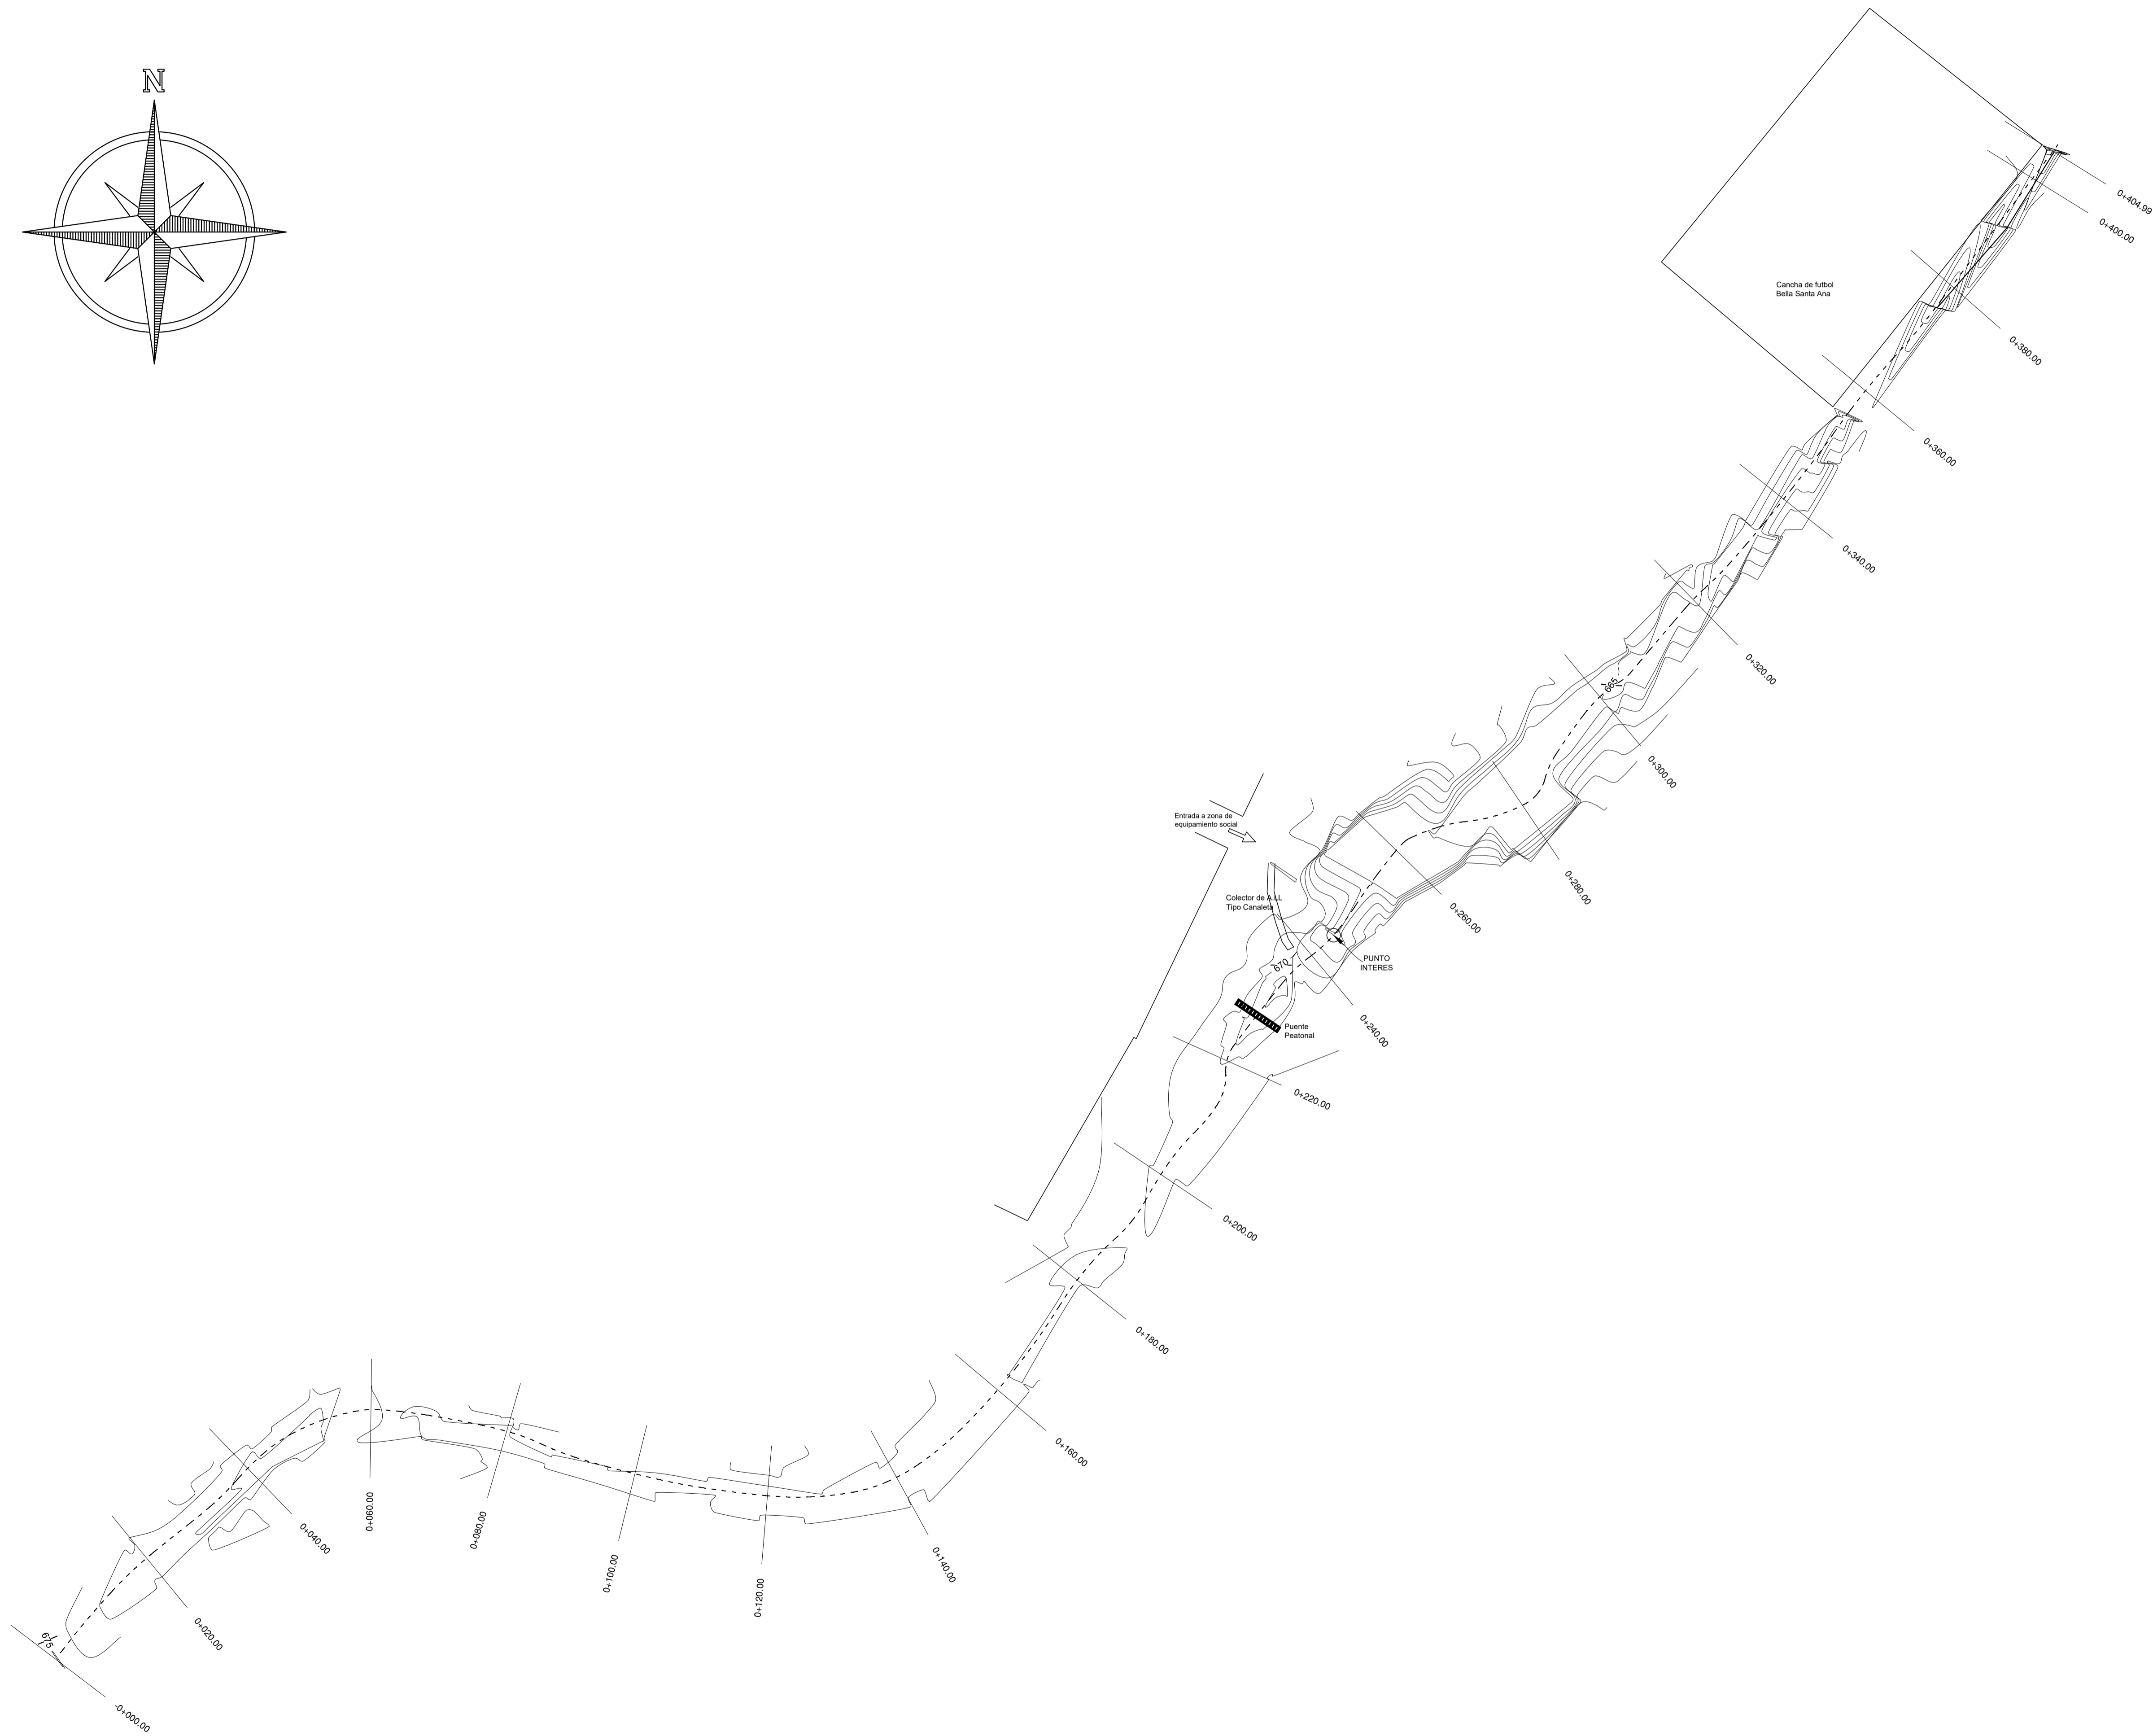 N
0+404.99
0+400.00
Cancha de futbol
Bella Santa Ana
0+380.00
0+360.00
0+340.00
0+320.00
665
0+300.00
Entrada a zona de
equipamiento social
0+280.00
Colector de A.LL
Tipo Canaleta
0+260.00
PUNTO
INTERES
670
Puente
Peatonal
0+240.00
0+220.00
0+200.00
0+180.00
0+160.00
0+140.00
0+120.00
0+100.00
0+080.00
0+060.00
0+040.00
0+020.00
675
-0+000.00